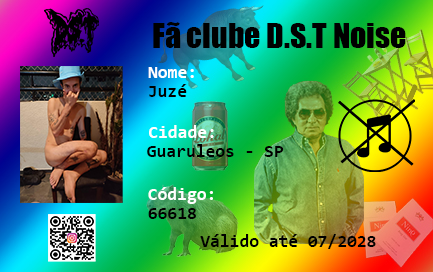 Fã clube D.S.T Noise
Nome:
Juzé
Cidade:
Guaruleos - SP
Código:
66618
Válido até 07/2028